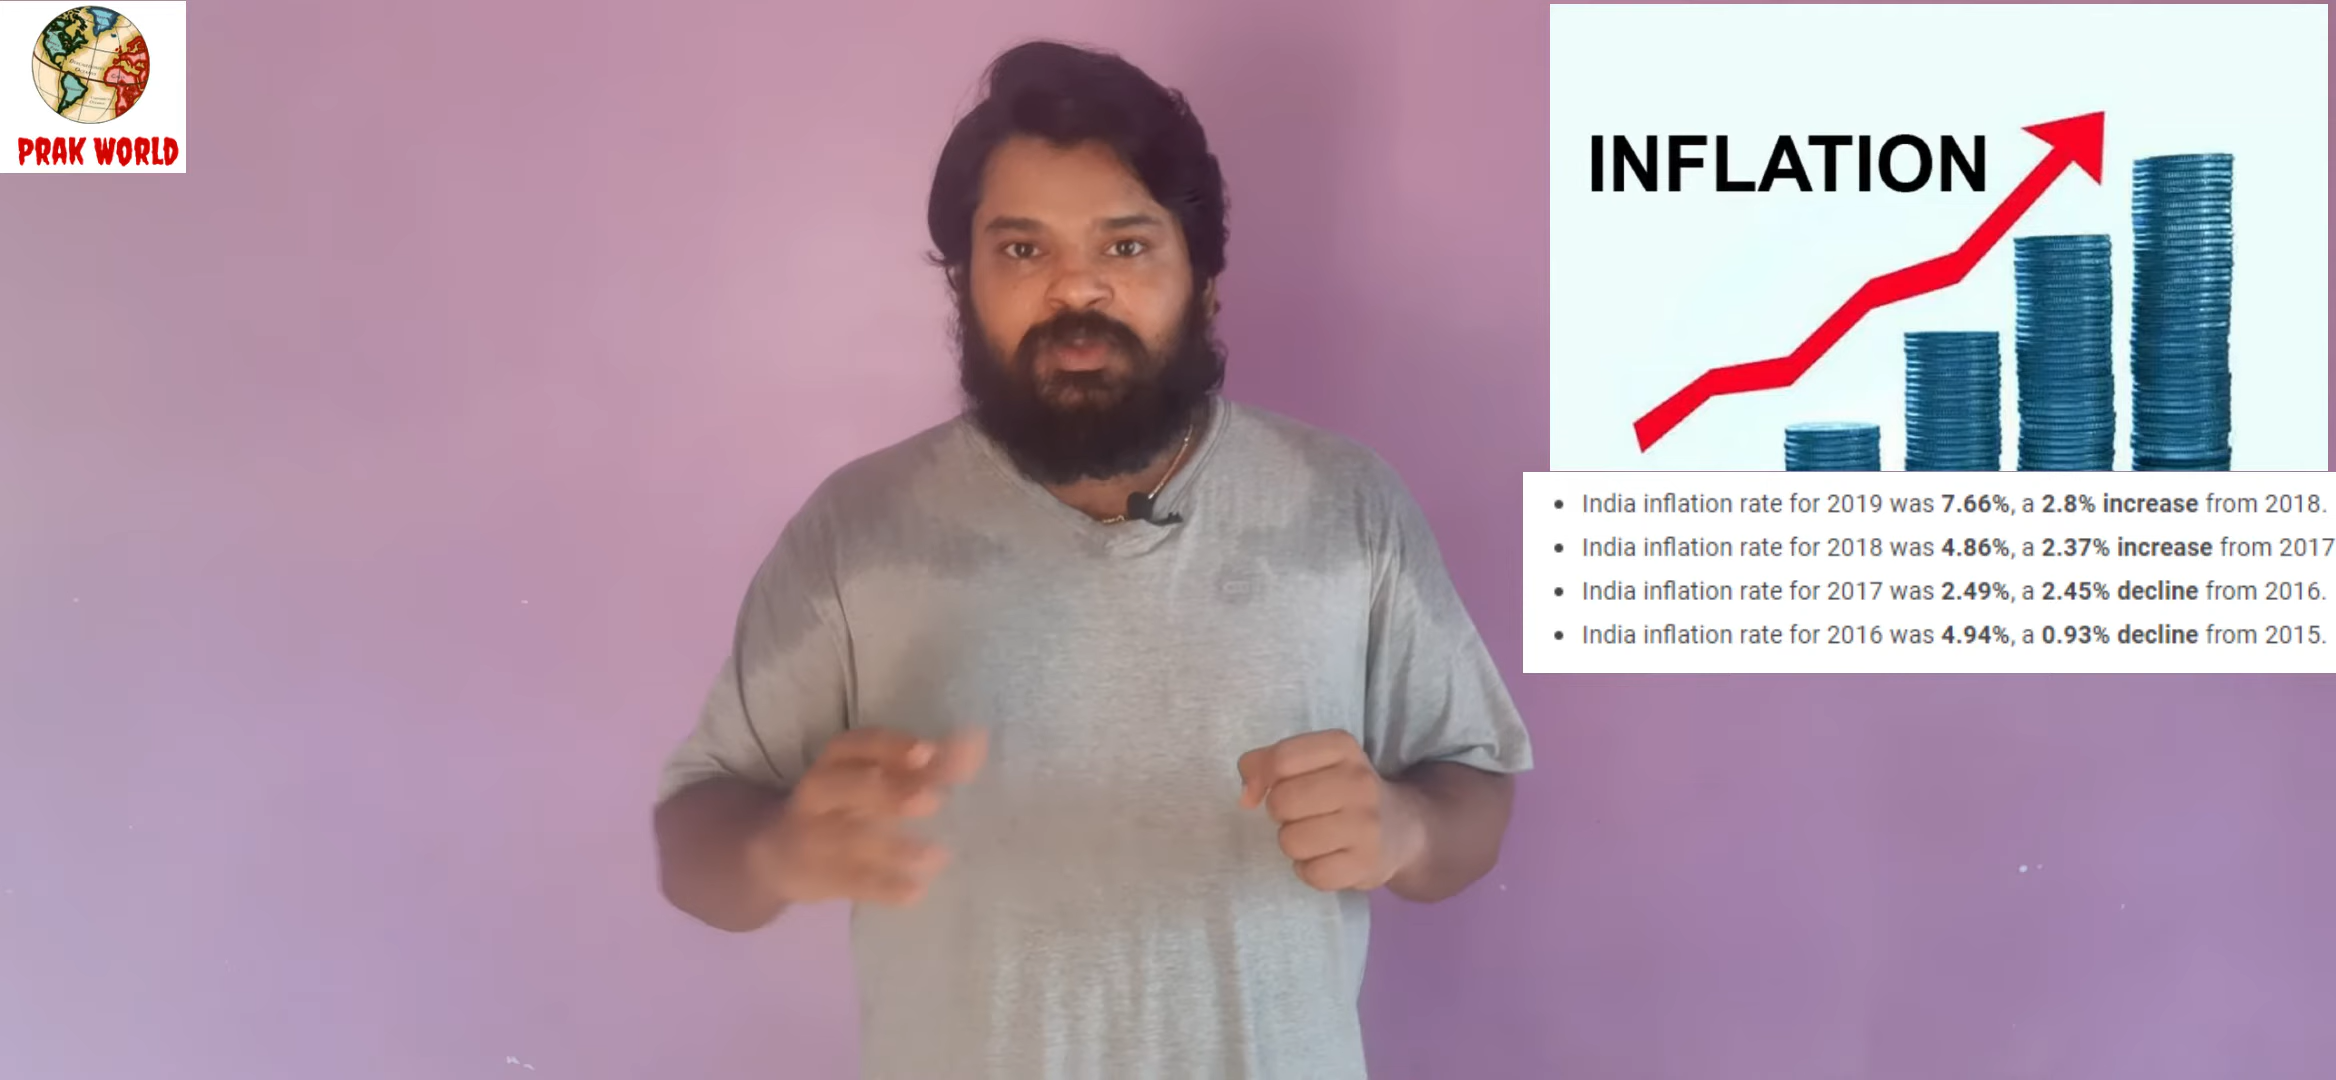 PRAK WORLD
INFLATION
India inflation rate for 2019 was 7.66%, a 2.8% increase from 2018.
India inflation rate for 2018 was 4.86%, a 2.37% increase from 2017
India inflation rate for 2017 was 2.49%, a 2.45% decline from 2016.
India inflation rate for 2016 was 4.94%, a 0.93% decline from 2015.